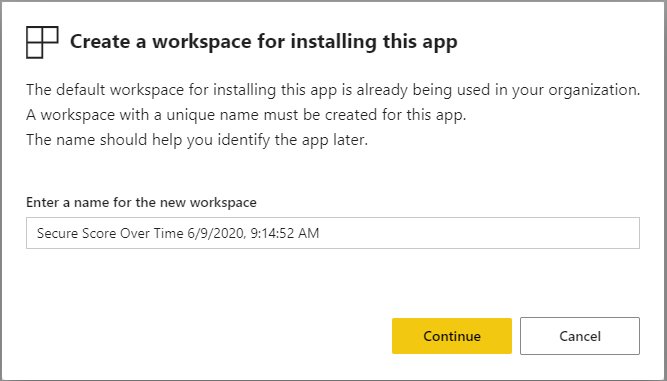 Create a workspace for installing this app
The default workspace for installing this app is already being used in your organization.
A workspace with a unique name must be created for this app.
The name should help you identify the app later.
Enter a name for the new workspace
Secure Score Over Time 6/9/2020, 9:14:52 AM
Continue
Cancel